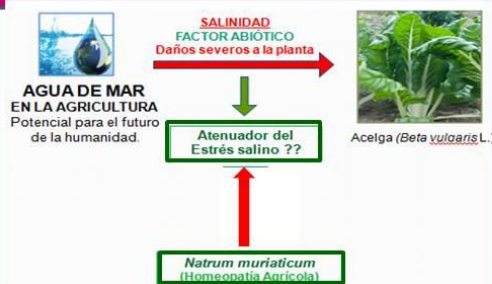 SALINIDAD
FACTOR ABIÓTICO
Daños severos a la planta
AGUA DE MAR
EN LA AGRICULTURA
Potencial para el futuro
de la humanidad.
Atenuador del
Estrés salino ??
Acelga (Beta vulgaris L.)
Natrum muriaticum
(Homeopatía Agrícola)